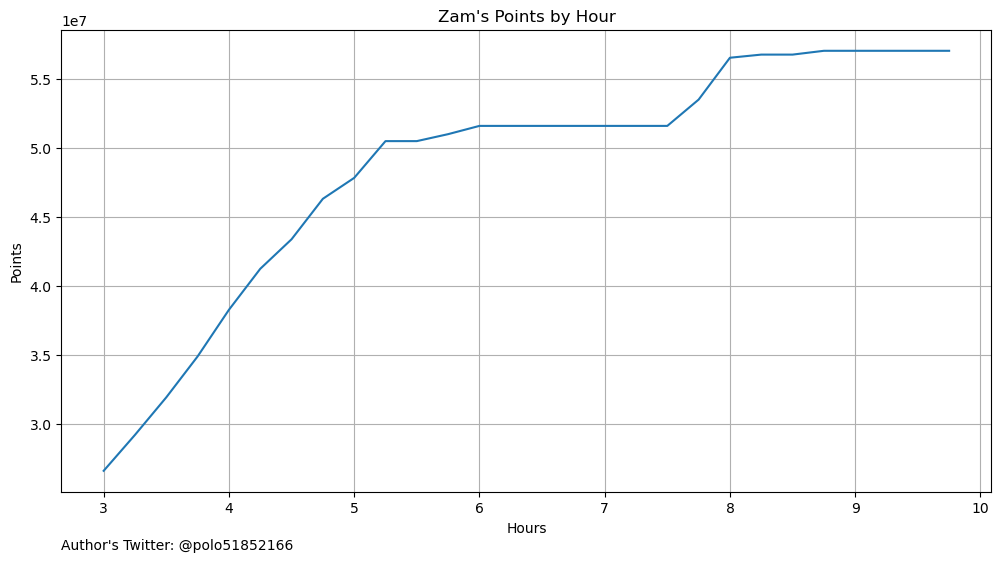 Zam's Points by Hour
1e7
5.5
5.0
4.5
4.0
3.5
3.0
Points
3 4 5 6 7 8 9 10
Hours
Author's Twitter: @polo51852166